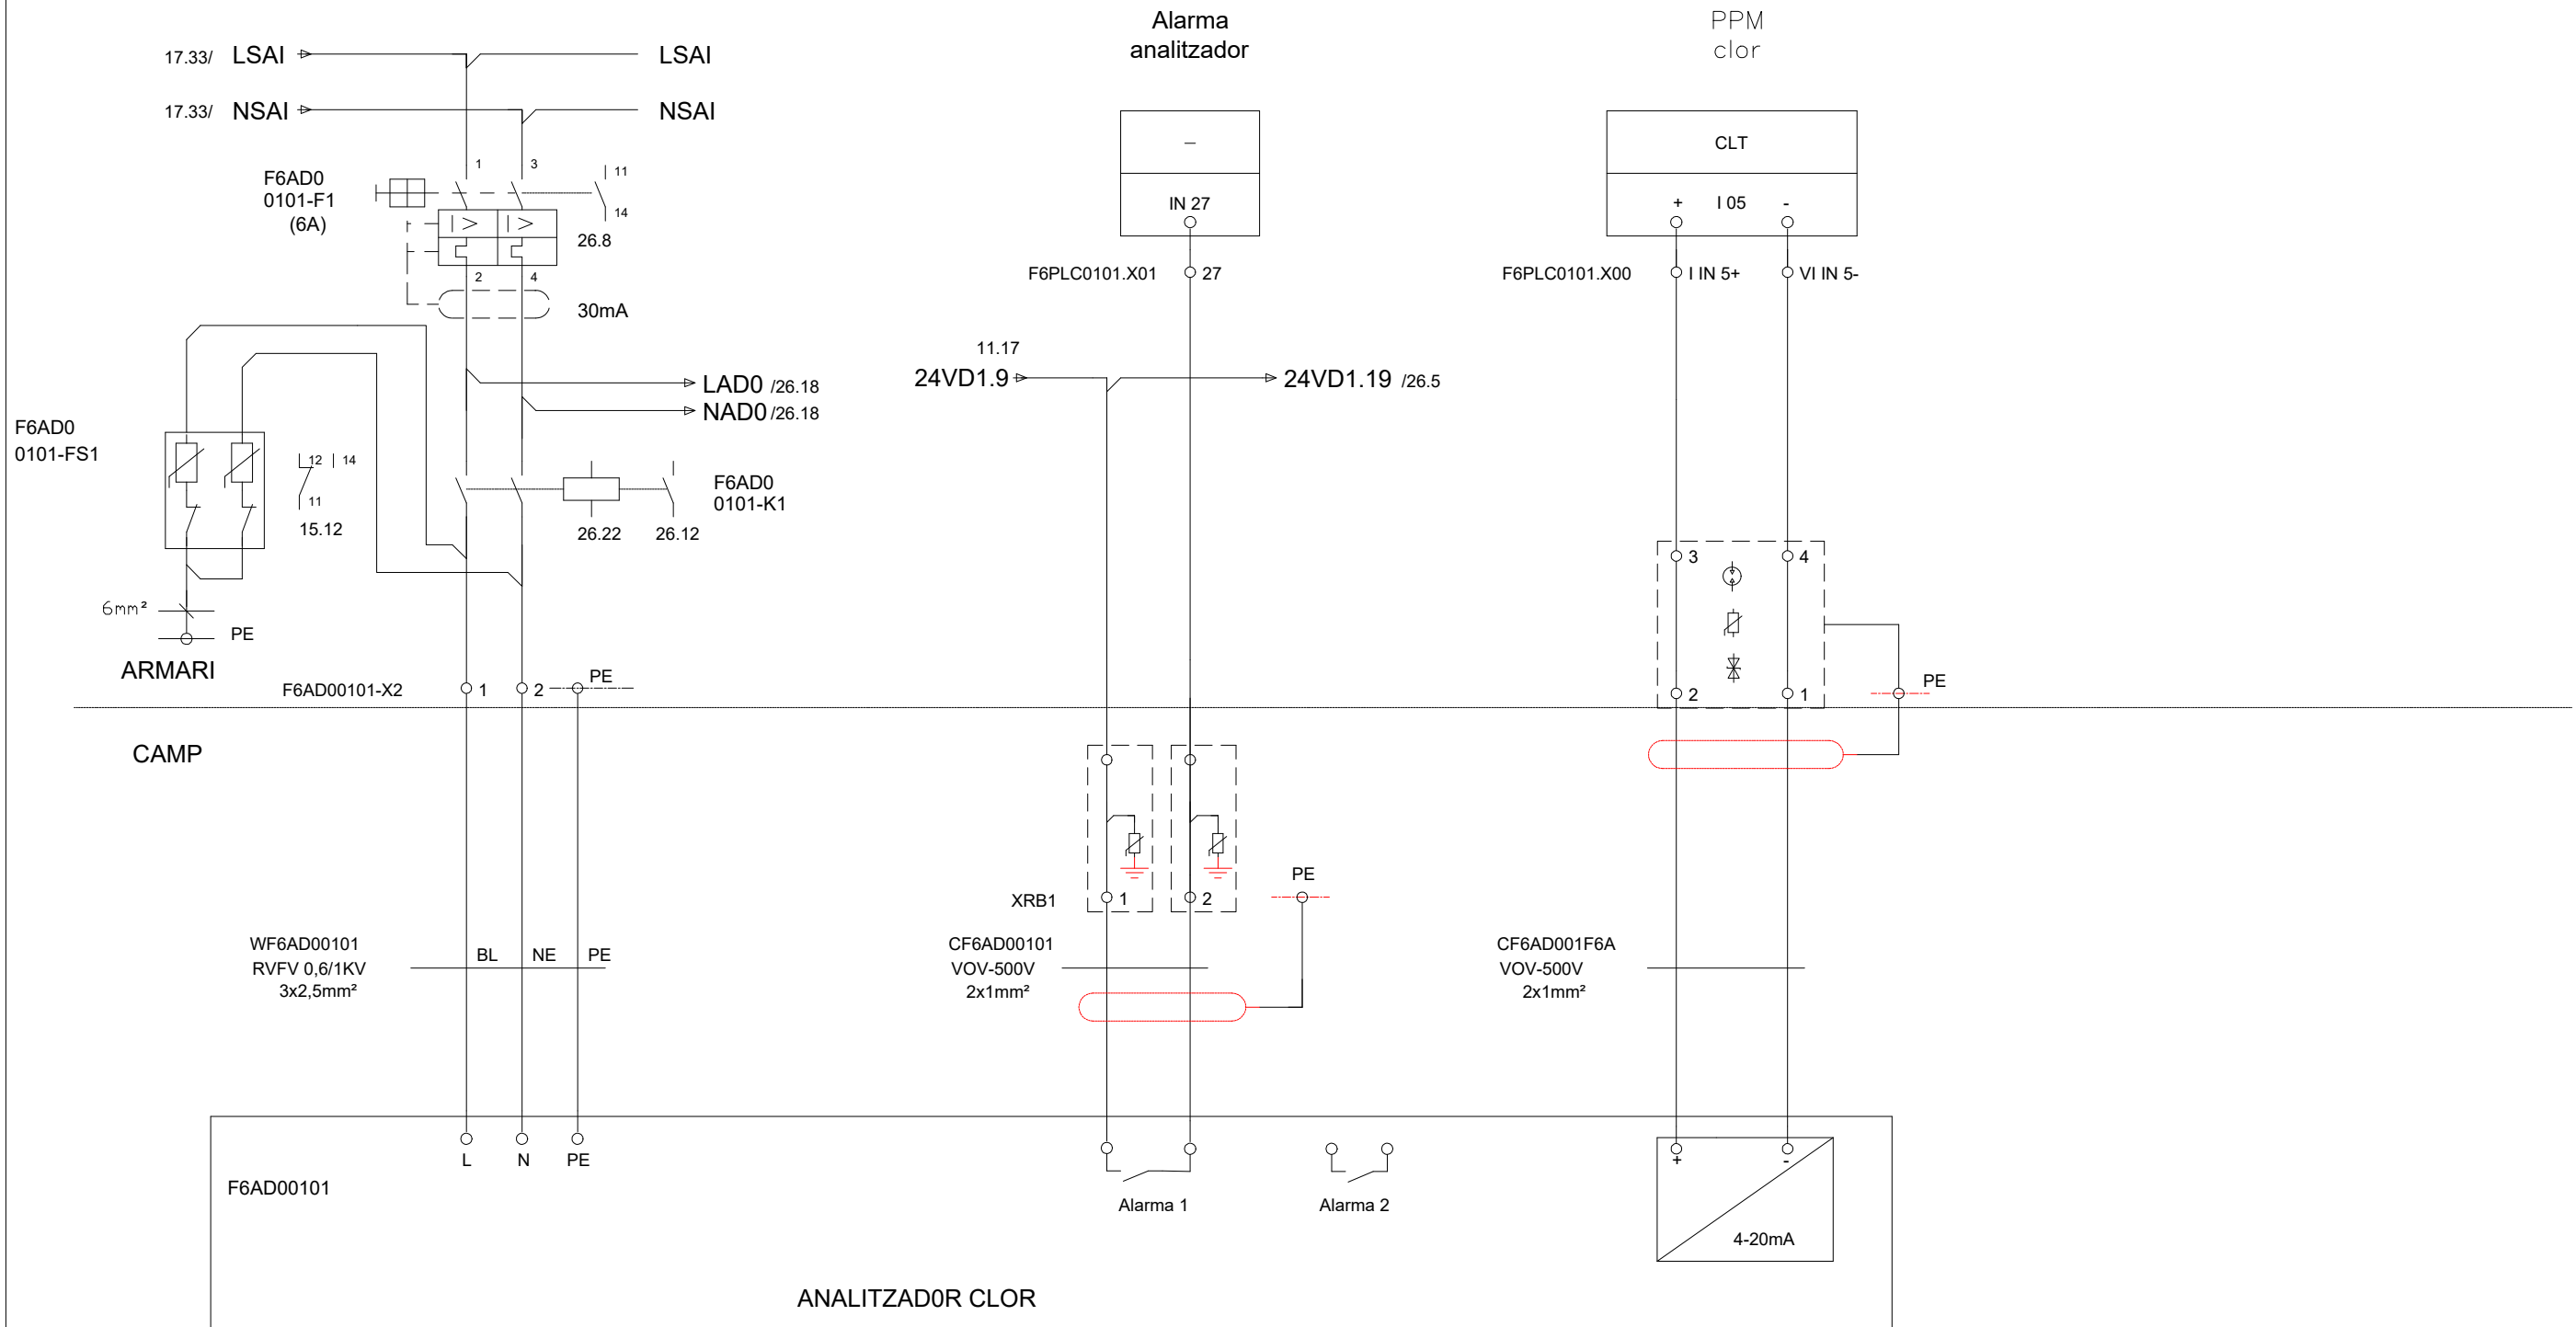 Alarma
analitzador
PPM
clor
17.33/ LSAI LSAI
17.33/ NSAI NSAI
F6AD0
0101-F1
(6A)
1 3
11
14
26.8
2 4
30mA
LAD0 /26.18
NAD0 /26.18
F6AD0
0101-FS1
12 14
11
15.12
F6AD0
0101-K1
26.22 26.12
6mm²
PE
ARMARI
F6AD00101-X2 1 2 PE
CAMP
WF6AD00101
RVFV 0,6/1KV
3x2,5mm²
BL NE PE
L N PE
F6AD00101
–
IN 27
F6PLC0101.X01 27
11.17
24VD1.9 24VD1.19 /26.5
XRB1 1 2
PE
CF6AD00101
VOV-500V
2x1mm²
Alarma 1 Alarma 2
CLT
+ I 05 -
F6PLC0101.X00 I IN 5+ VI IN 5-
3 4
2 1
PE
CF6AD001F6A
VOV-500V
2x1mm²
+ -
4-20mA
ANALITZAD0R CLOR